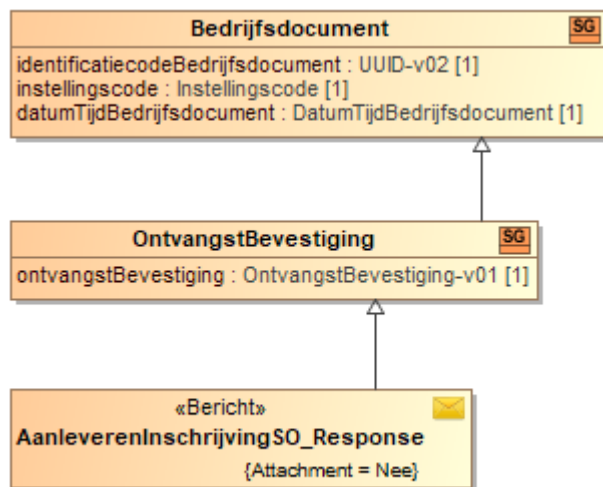 Bedrijfsdocument
SG
identificatiecodeBedrijfsdocument : UUID-v02 [1]
instellingscode : Instellingscode [1]
datumTijdBedrijfsdocument : DatumTijdBedrijfsdocument [1]
OntvangstBevestiging
SG
ontvangstBevestiging : OntvangstBevestiging-v01 [1]
«Bericht»
AanleverenInschrijvingSO_Response
{Attachment = Nee}